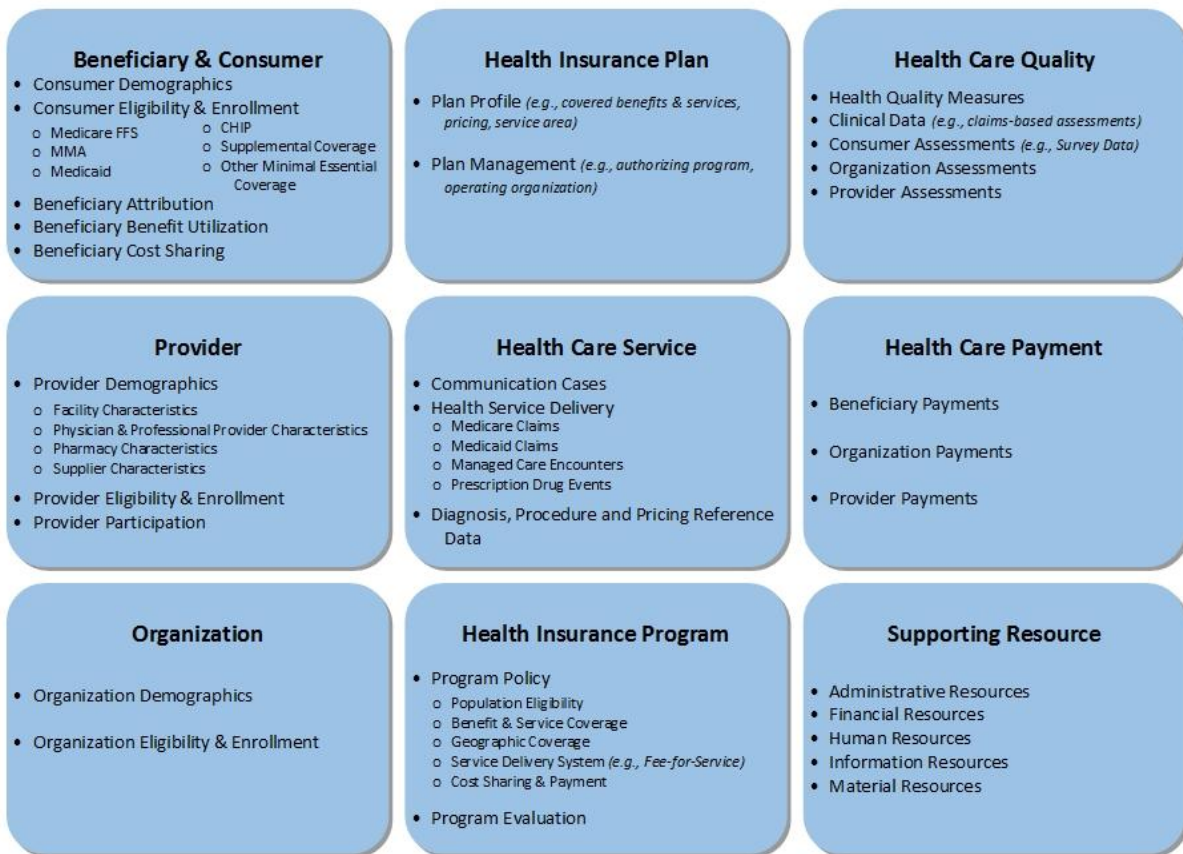 Beneficiary & Consumer
• Consumer Demographics
• Consumer Eligibility & Enrollment
o Medicare FFS
o MMA
o Medicaid
o CHIP
o Supplemental Coverage
o Other Minimal Essential
Coverage
• Beneficiary Attribution
• Beneficiary Benefit Utilization
• Beneficiary Cost Sharing
Health Insurance Plan
• Plan Profile (e.g., covered benefits & services,
pricing, service area)
• Plan Management (e.g., authorizing program,
operating organization)
Health Care Quality
• Health Quality Measures
• Clinical Data (e.g., claims-based assessments)
• Consumer Assessments (e.g., Survey Data)
• Organization Assessments
• Provider Assessments
Provider
• Provider Demographics
o Facility Characteristics
o Physician & Professional Provider Characteristics
o Pharmacy Characteristics
o Supplier Characteristics
• Provider Eligibility & Enrollment
• Provider Participation
Health Care Service
• Communication Cases
• Health Service Delivery
o Medicare Claims
o Medicaid Claims
o Managed Care Encounters
o Prescription Drug Events
• Diagnosis, Procedure and Pricing Reference
Data
Health Care Payment
• Beneficiary Payments
• Organization Payments
• Provider Payments
Organization
• Organization Demographics
• Organization Eligibility & Enrollment
Health Insurance Program
• Program Policy
o Population Eligibility
o Benefit & Service Coverage
o Geographic Coverage
o Service Delivery System (e.g., Fee-for-Service)
o Cost Sharing & Payment
• Program Evaluation
Supporting Resource
• Administrative Resources
• Financial Resources
• Human Resources
• Information Resources
• Material Resources